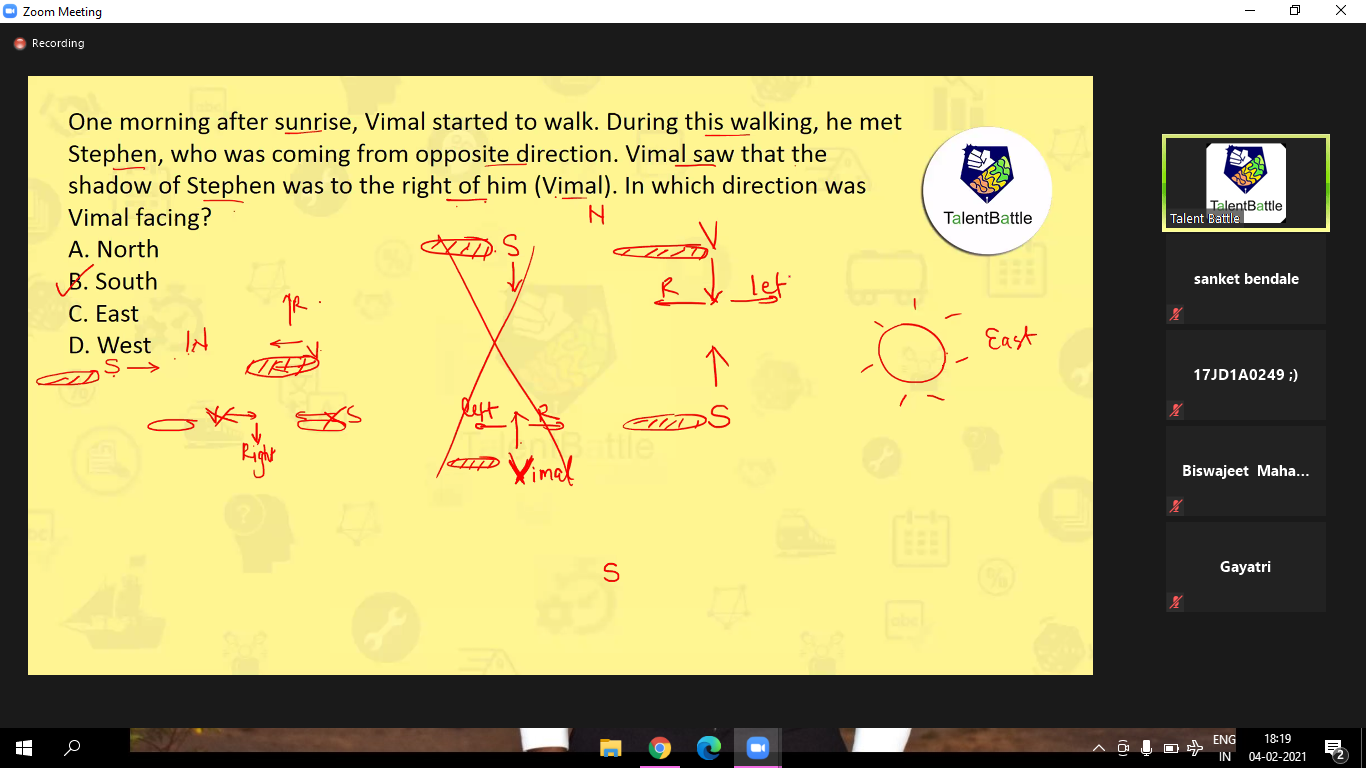 Zoom Meeting
Recording
One morning after sunrise, Vimal started to walk. During this walking, he met
Stephen, who was coming from opposite direction. Vimal saw that the
shadow of Stephen was to the right of him (Vimal). In which direction was
Vimal facing?
A. North
B. South
C. East
D. West
N
S
V
R
left
East
R
N
S
V
V
S
Right
left
R
Vimal
S
S
TalentBattle
TalentBattle
TalentBattle
Talent Battle
sanket bendale
17JD1A0249 ;)
Biswajeet Maha...
Gayatri
ENG
IN
18:19
04-02-2021
2